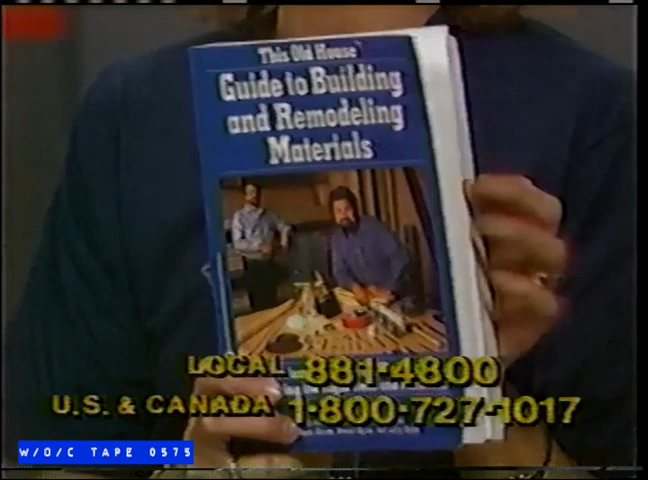 This Old House
Guide to Building
and Remodeling
Materials
LOCAL 881-4800
U.S. & CANADA 1-800-727-1017
W/O/C TAPE 0575